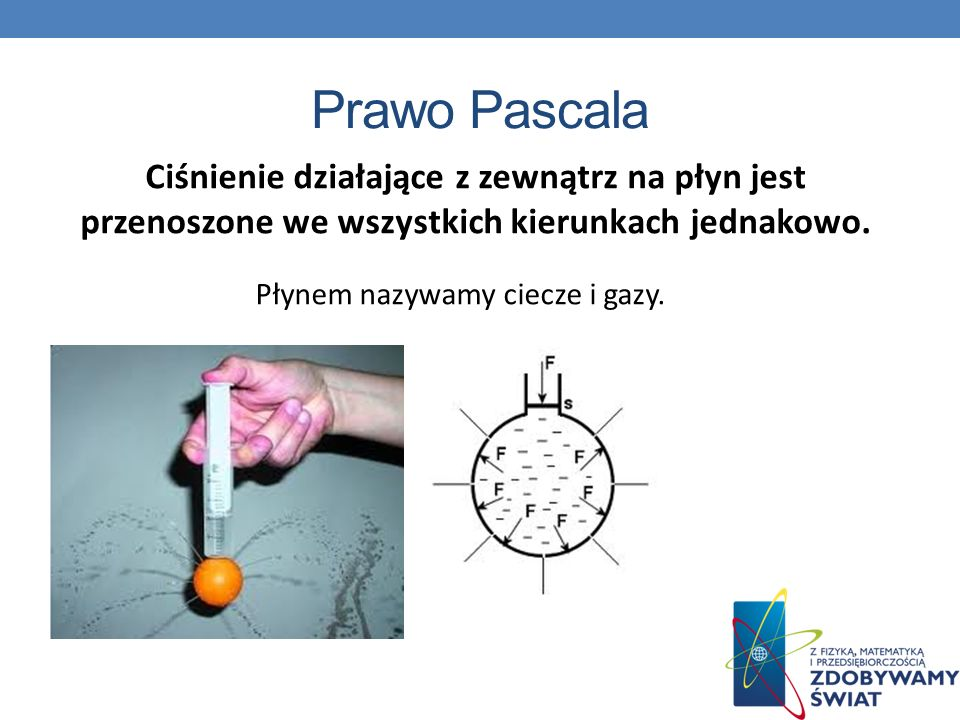 Prawo Pascala
Ciśnienie działające z zewnątrz na płyn jest
przenoszone we wszystkich kierunkach jednakowo.
Płynem nazywamy ciecze i gazy.
F
s
F
F
F
F
F
F
Z FIZYKĄ, MATEMATYKĄ
I PRZEDSIĘBIORCZOŚCIĄ
ZDOBYWAMY
ŚWIAT